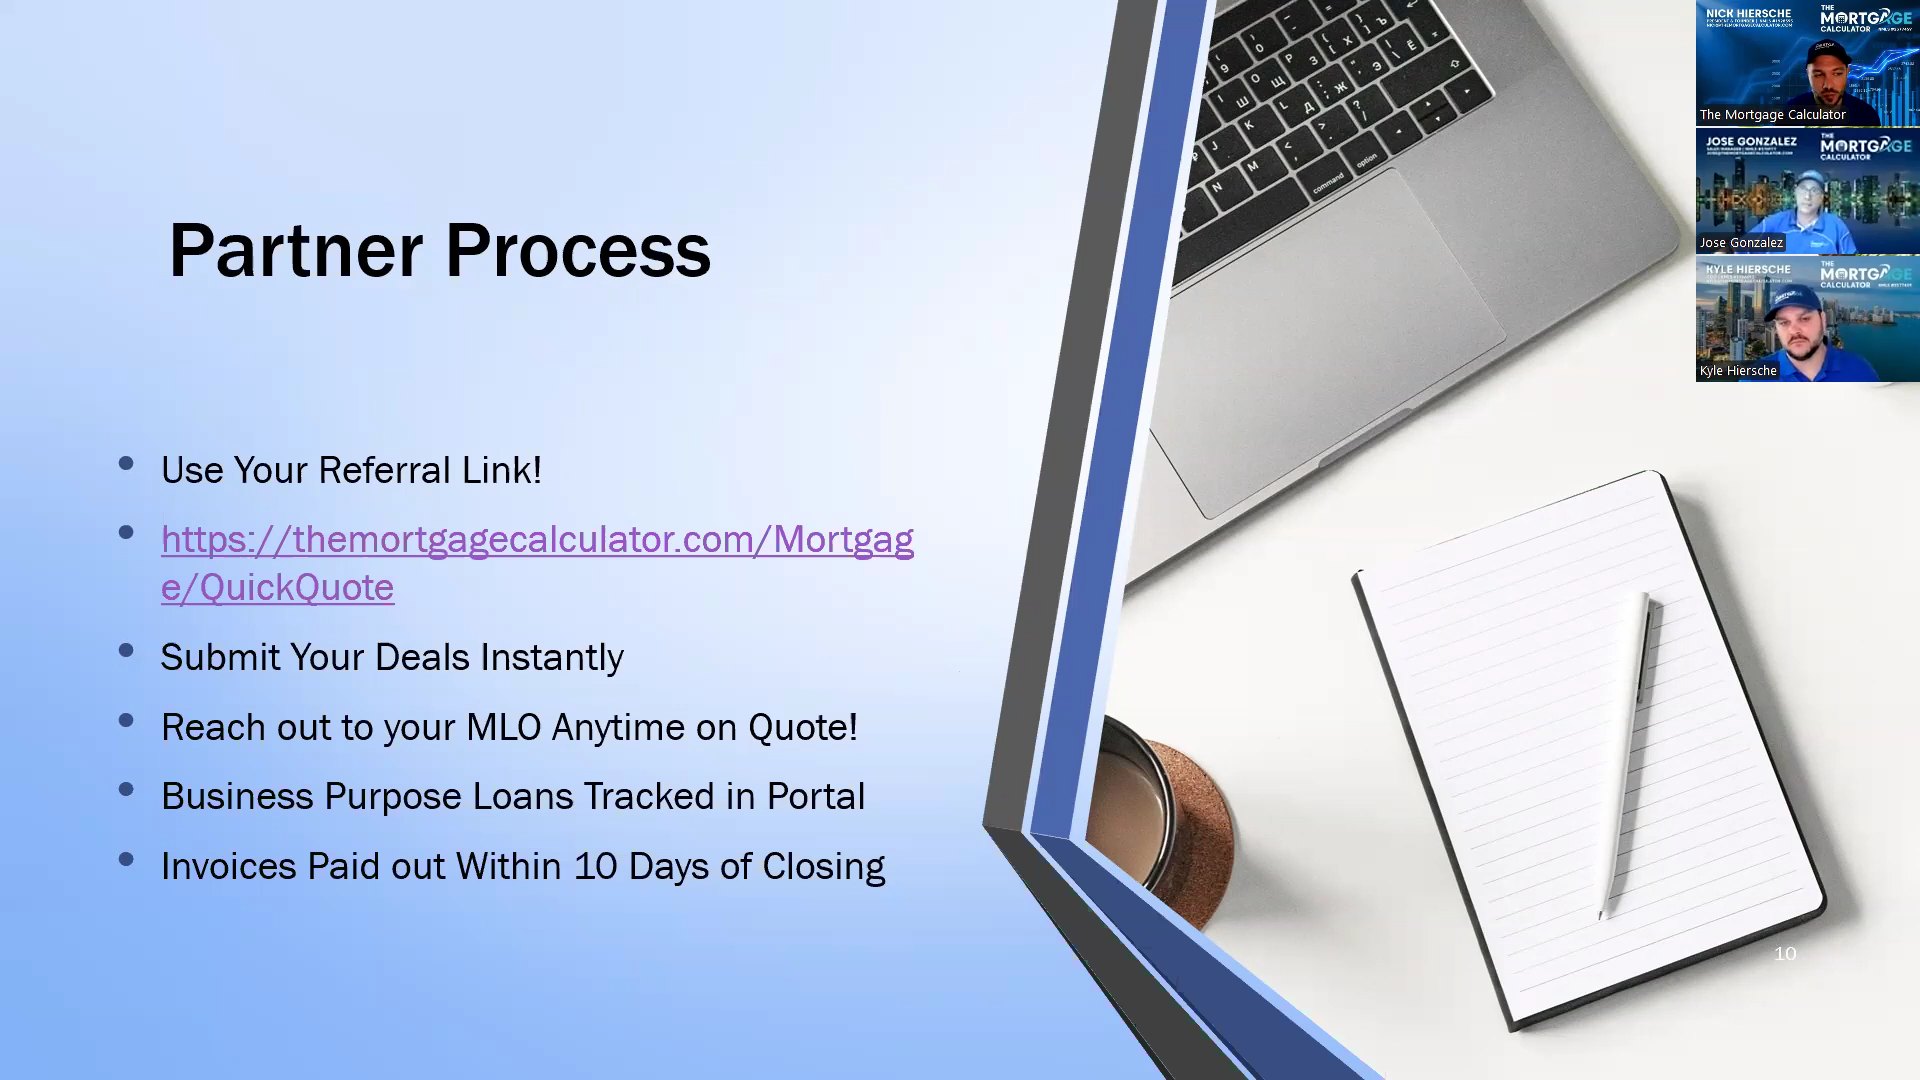 Partner Process
Use Your Referral Link!
https://themortgagecalculator.com/Mortgag
e/QuickQuote
Submit Your Deals Instantly
Reach out to your MLO Anytime on Quote!
Business Purpose Loans Tracked in Portal
Invoices Paid out Within 10 Days of Closing
10
NICK HIERSCHE
THE
MORTGAGE
CALCULATOR
The Mortgage Calculator
JOSE GONZALEZ
THE
MORTGAGE
CALCULATOR
Jose Gonzalez
KYLE HIERSCHE
THE
MORTGAGE
CALCULATOR
Kyle Hiersche
command
option